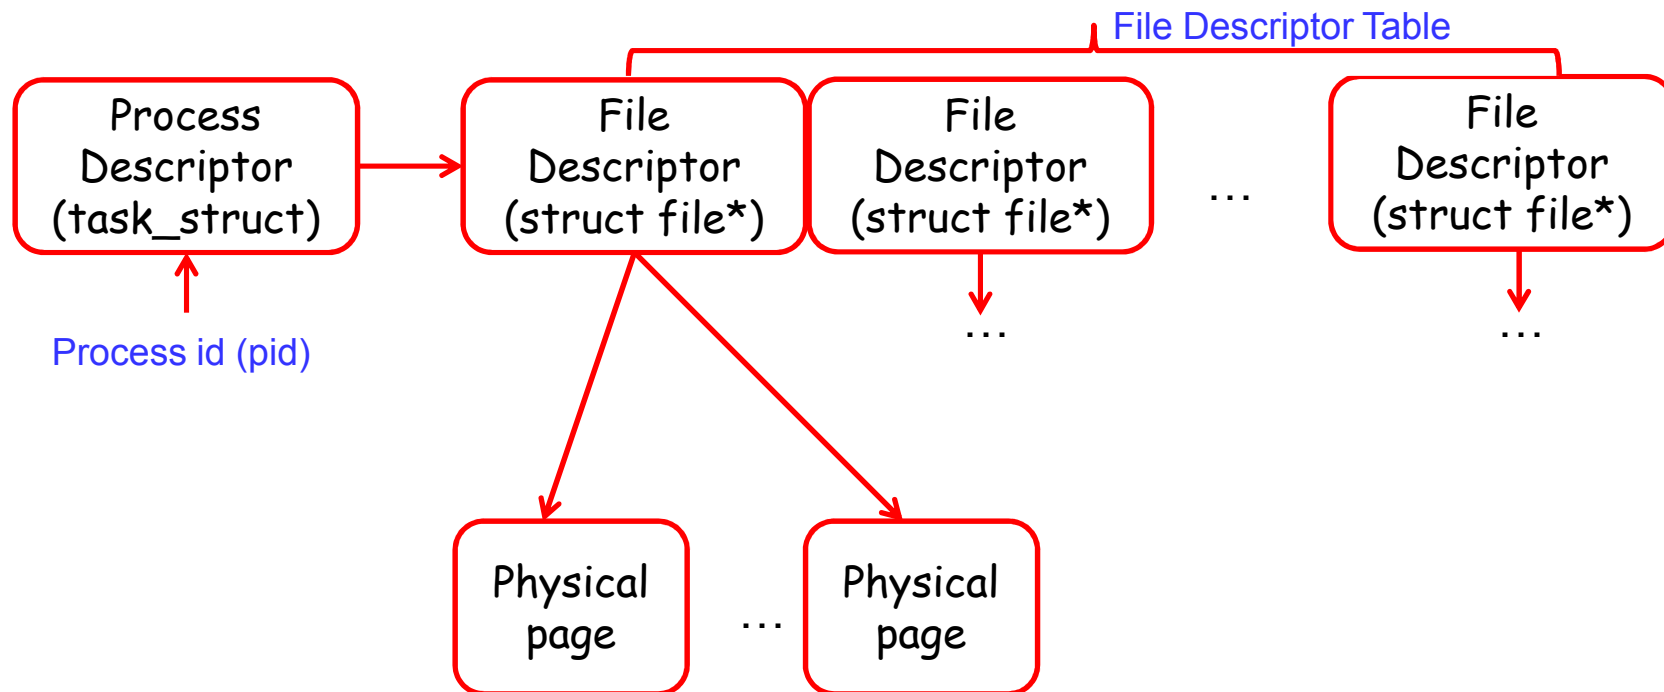 File Descriptor Table
Process
Descriptor
(task_struct)
File
Descriptor
(struct file*)
File
Descriptor
(struct file*)
…
File
Descriptor
(struct file*)
Process id (pid)
…
…
Physical
page
…
Physical
page